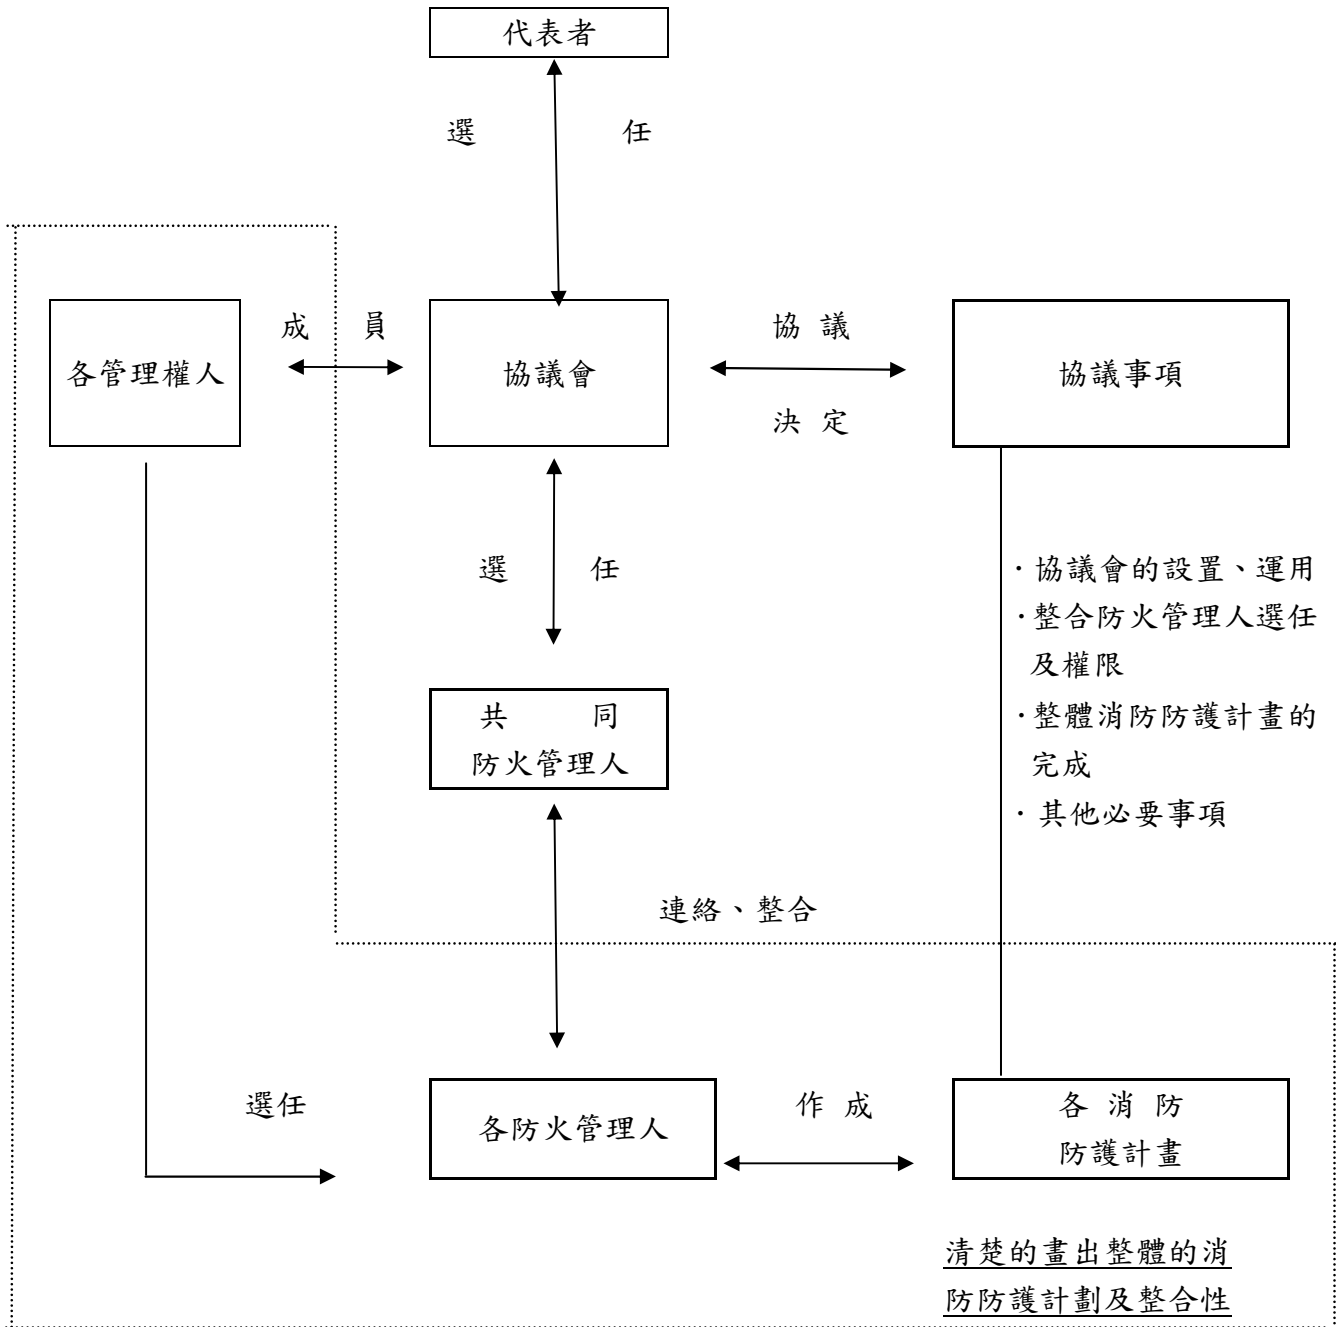 代表者
選 任
各管理權人
成 員
協議會
協 議
決 定
協議事項
選 任
·協議會的設置、運用
·整合防火管理人選任
及權限
·整體消防防護計畫的
完成
·其他必要事項
共 同
防火管理人
連絡、整合
選任
各防火管理人
作 成
各 消 防
防護計畫
清楚的畫出整體的消
防防護計劃及整合性